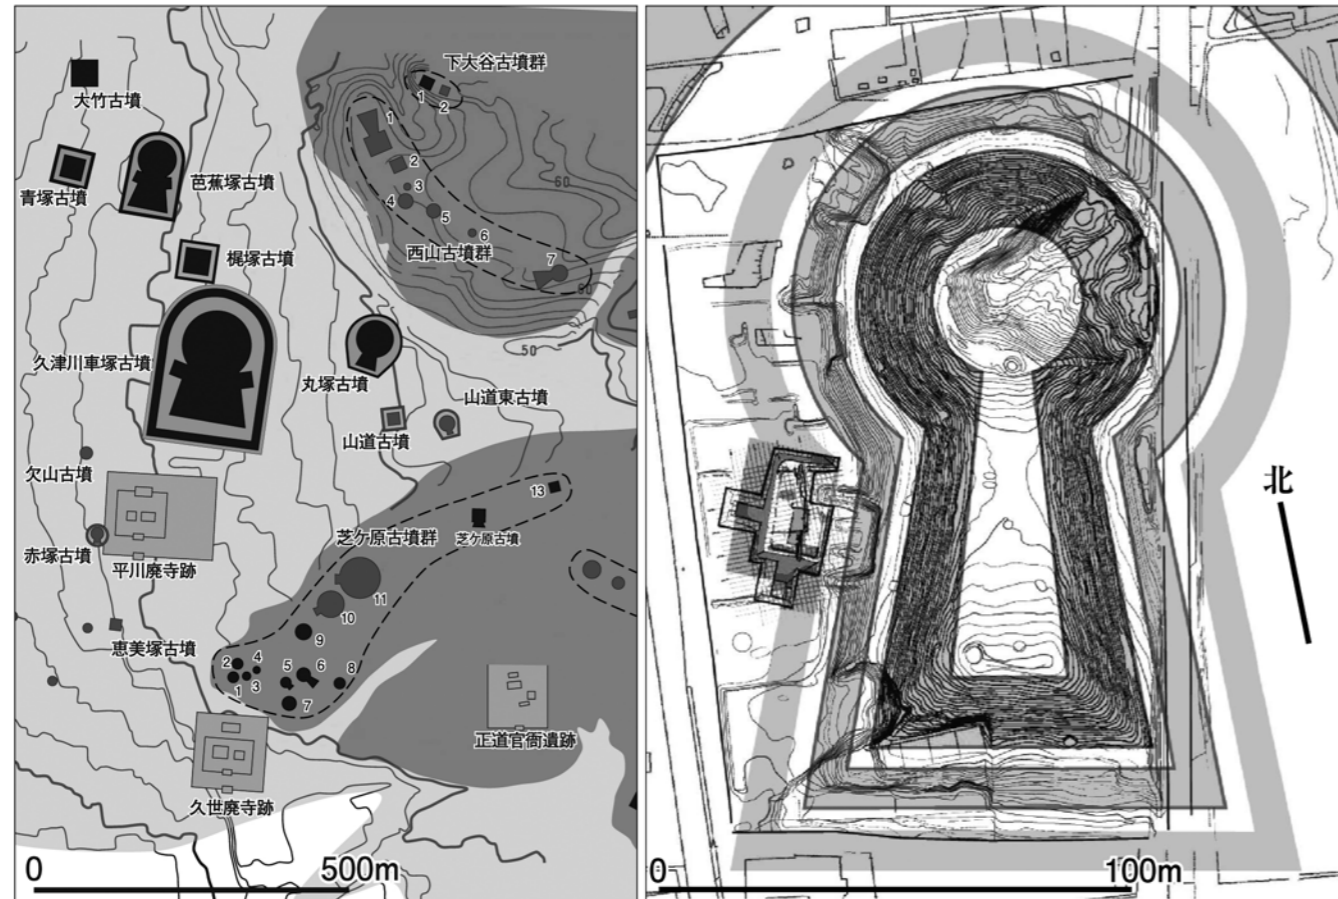 下大谷古墳群
1
2
大竹古墳
1
2
3
4
5
6
7
60
60
50
青塚古墳
芭蕉塚古墳
西山古墳群
梶塚古墳
久津川車塚古墳
丸塚古墳
山道東古墳
山道古墳
欠山古墳
13
芝ケ原古墳群
芝ケ原古墳
赤塚古墳
平川廃寺跡
11
10
9
恵美塚古墳
2
4
5
6
8
1
3
7
正道官衙遺跡
久世廃寺跡
0
500m
北
0
100m